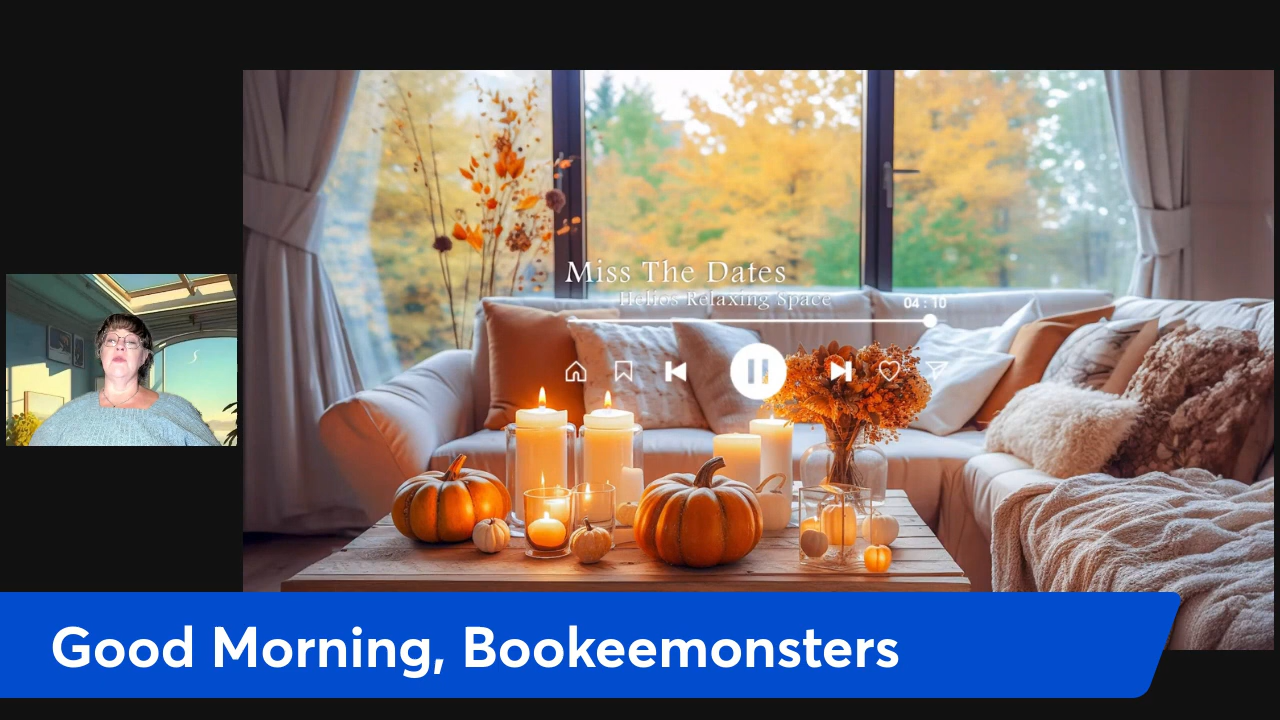 Miss The Dates
Helios Relaxing Space
04:10
Good Morning, Bookeemonsters